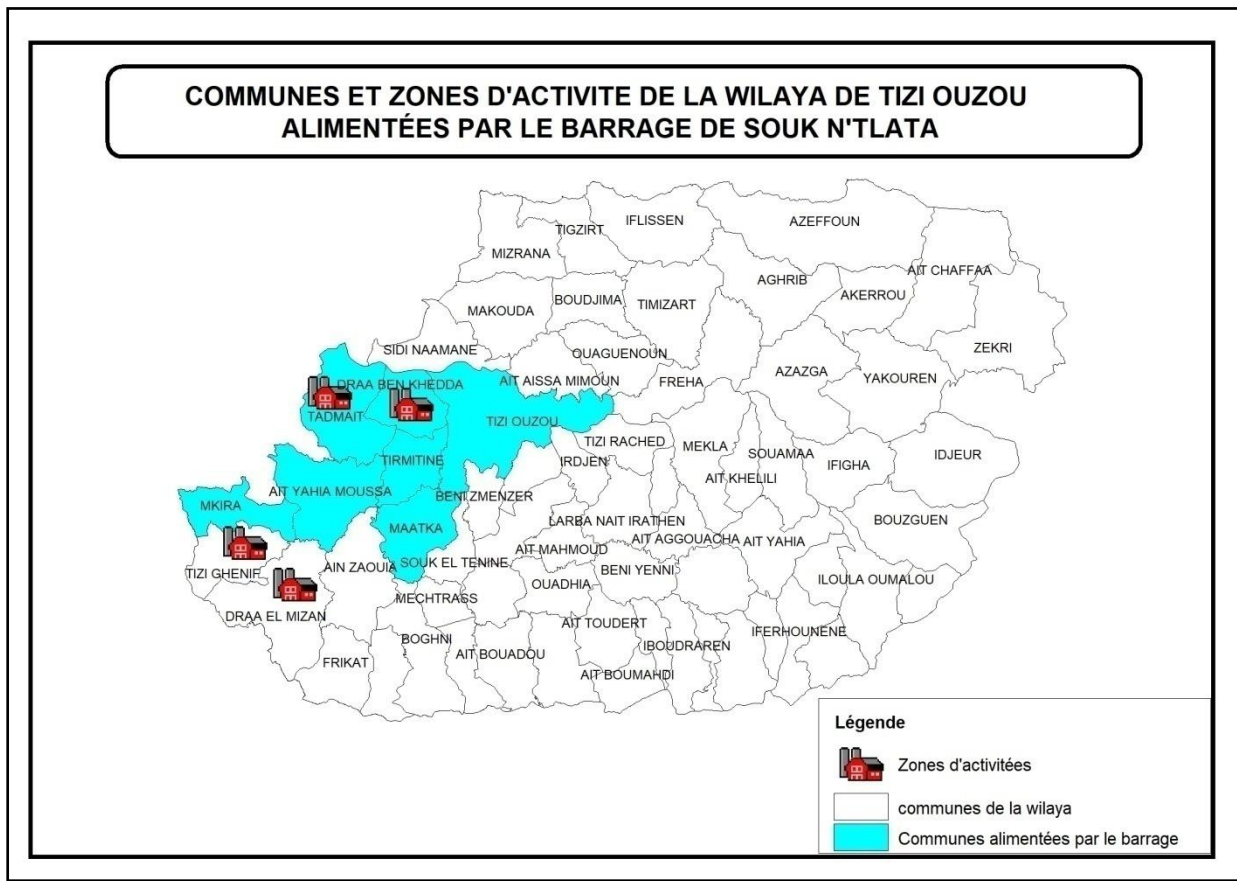 COMMUNES ET ZONES D'ACTIVITE DE LA WILAYA DE TIZI OUZOU
ALIMENTÉES PAR LE BARRAGE DE SOUK N'TLATA
IFLISSEN
AZEFFOUN
TIGZIRT
MIZRANA
AIT CHAFFAA
AGHRIB
AKERROU
BOUDJIMA
TIMIZART
MAKOUDA
SIDI NAAMANE
OUAGUENOUN
ZEKRI
AZAZGA
YAKOUREN
DRAA BEN KHEDDA
AIT AISSA MIMOUN
FREHA
TADMAIT
TIZI OUZOU
TIZI RACHED
MEKLA
SOUAMAA
IDJEUR
TIRMITINE
IRDJEN
IFIGHA
AIT KHELILI
AIT YAHIA MOUSSA
BENI ZMENZER
MKIRA
MAATKA
LARBA NAIT IRATHEN
BOUZGUEN
AIT AGGOUACHA
AIT YAHIA
AIT MAHMOUD
SOUK EL TENINE
AIN ZAOUIA
TIZI GHENIF
BENI YENNI
ILOULA OUMALOU
OUADHIA
MECHTRASS
DRAA EL MIZAN
AIT TOUDERT
IFERHOUNENE
BOGHNI
IBOUDRAREN
AIT BOUADOU
FRIKAT
AIT BOUMAHDI
Légende
Zones d'activitées
communes de la wilaya
Communes alimentées par le barrage